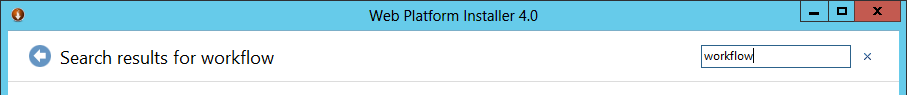 Web Platform Installer 4.0
Search results for workflow
workflow